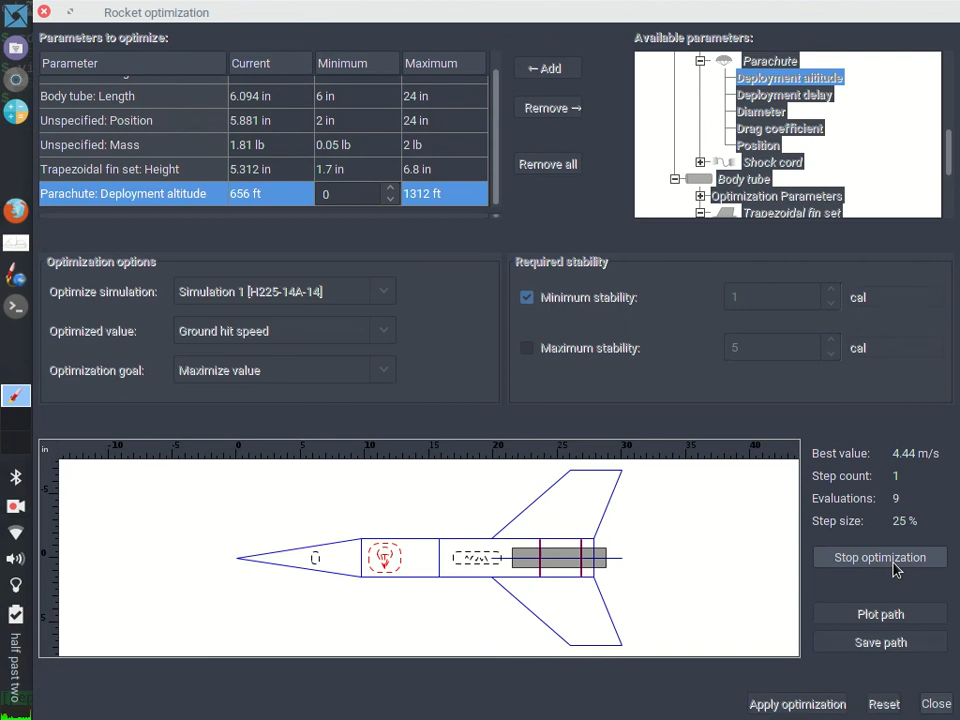 Rocket optimization
Parameters to optimize:
Parameter Current Minimum Maximum
Body tube: Length 6.094 in 6 in 24 in
Unspecified: Position 5.881 in 2 in 24 in
Unspecified: Mass 1.81 lb 0.05 lb 2 lb
Trapezoidal fin set: Height 5.312 in 1.7 in 6.8 in
Parachute: Deployment altitude 656 ft 0 1312 ft
← Add
Remove →
Remove all
Available parameters:
Parachute
Deployment altitude
Deployment delay
Diameter
Drag coefficient
Position
Shock cord
Body tube
Optimization Parameters
Trapezoidal fin set
Optimization options
Optimize simulation: Simulation 1 [H225-14A-14]
Optimized value: Ground hit speed
Optimization goal: Maximize value
Required stability
Minimum stability: 1 cal
Maximum stability: 5 cal
in -10 -5 0 5 10 15 20 25 30 35 40
-5
0
5
Best value: 4.44 m/s
Step count: 1
Evaluations: 9
Step size: 25 %
Stop optimization
Plot path
Save path
Apply optimization Reset Close
half past two